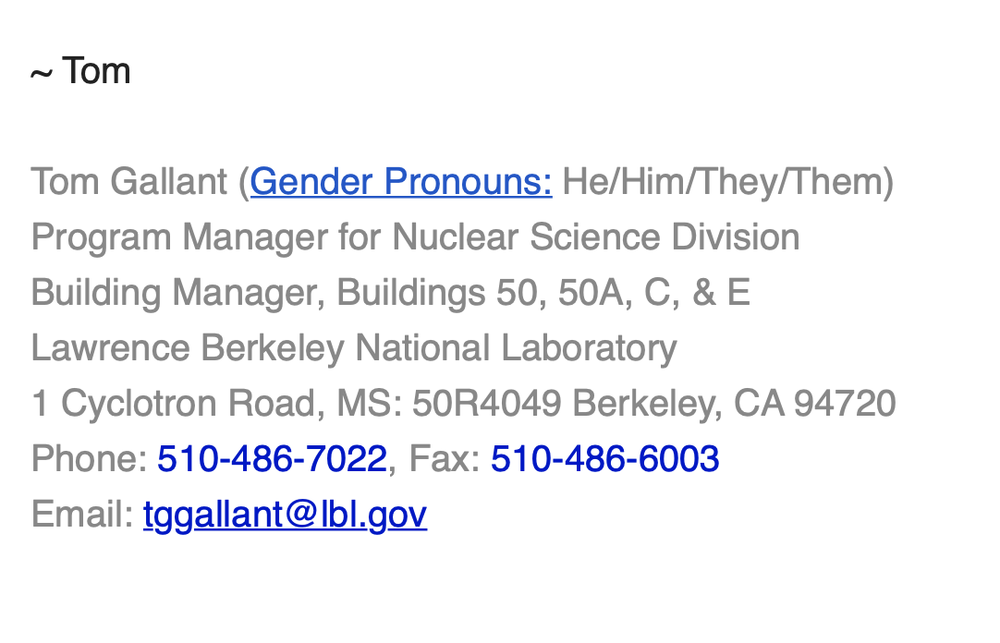 ~ Tom
Tom Gallant (Gender Pronouns: He/Him/They/Them)
Program Manager for Nuclear Science Division
Building Manager, Buildings 50, 50A, C, & E
Lawrence Berkeley National Laboratory
1 Cyclotron Road, MS: 50R4049 Berkeley, CA 94720
Phone: 510-486-7022, Fax: 510-486-6003
Email: tggallant@lbl.gov